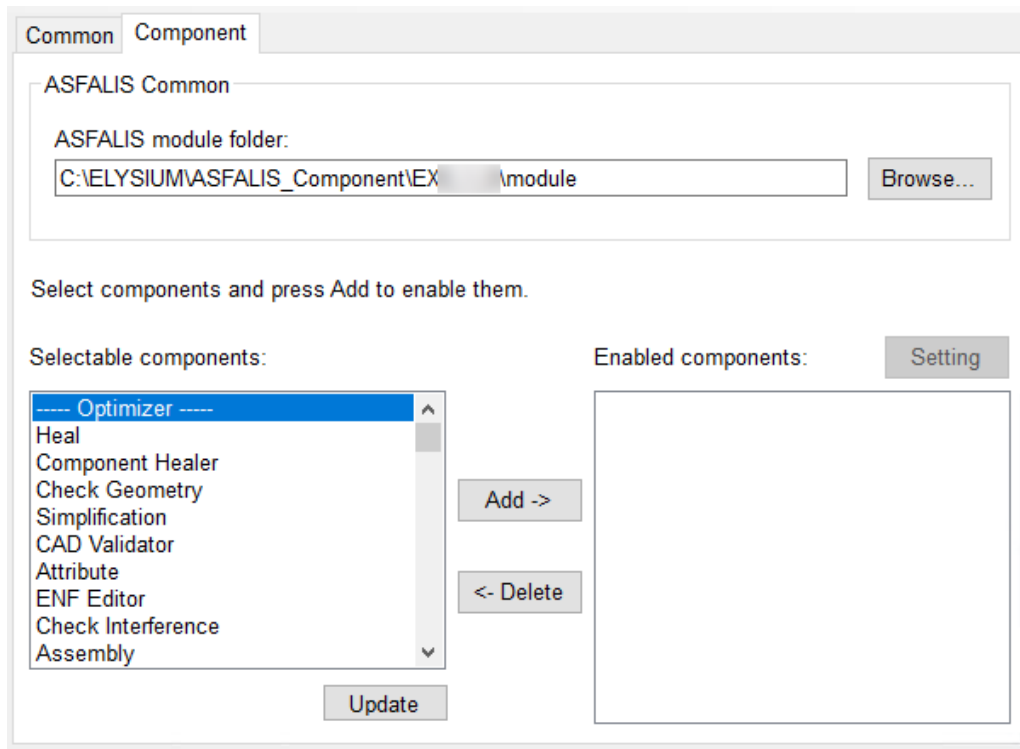 Common Component
ASFALIS Common
ASFALIS module folder:
C:\ELYSIUM\ASFALIS_Component\EX \module
Browse...
Select components and press Add to enable them.
Selectable components:
Enabled components:
Setting
----- Optimizer -----
Heal
Component Healer
Check Geometry
Simplification
CAD Validator
Attribute
ENF Editor
Check Interference
Assembly
Add ->
<- Delete
Update